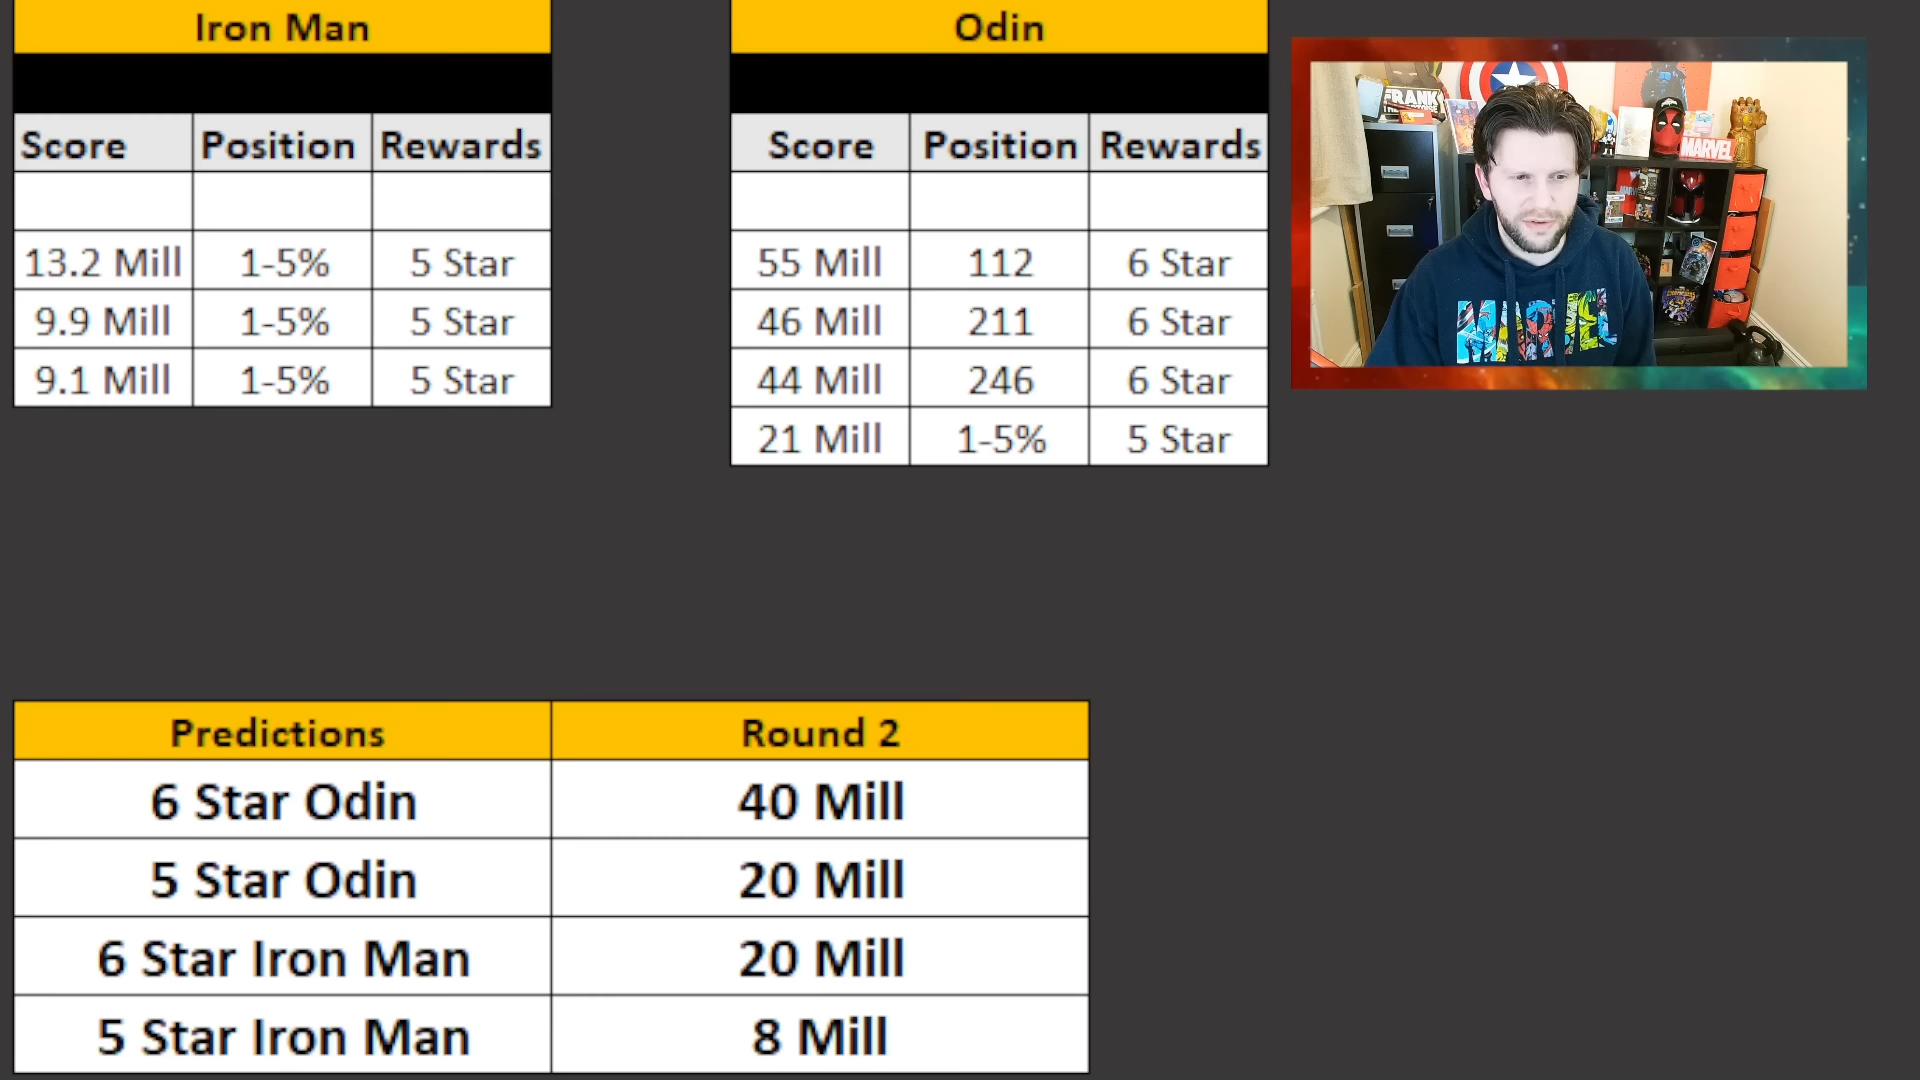 Iron Man
Score Position Rewards
13.2 Mill 1-5% 5 Star
9.9 Mill 1-5% 5 Star
9.1 Mill 1-5% 5 Star
Odin
Score Position Rewards
55 Mill 112 6 Star
46 Mill 211 6 Star
44 Mill 246 6 Star
21 Mill 1-5% 5 Star
FRANK
MARVEL
MARVEL
Predictions Round 2
6 Star Odin 40 Mill
5 Star Odin 20 Mill
6 Star Iron Man 20 Mill
5 Star Iron Man 8 Mill